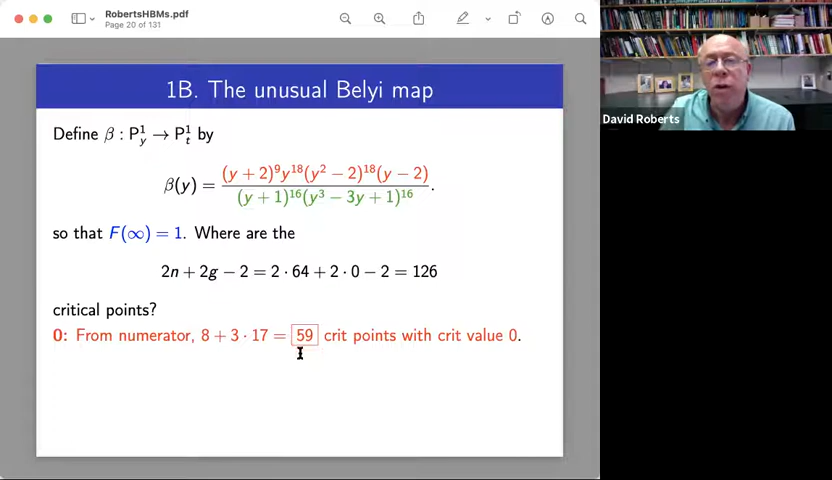 RobertsHBMs.pdf
Page 20 of 131
1B. The unusual Belyi map
Define β : P¹_y → P¹_t by
β(y) = (y + 2)⁹y¹⁸(y² − 2)¹⁸(y − 2) / (y + 1)¹⁶(y³ − 3y + 1)¹⁶.
so that F(∞) = 1. Where are the
2n + 2g − 2 = 2 · 64 + 2 · 0 − 2 = 126
critical points?
0: From numerator, 8 + 3 · 17 = 59 crit points with crit value 0.
David Roberts